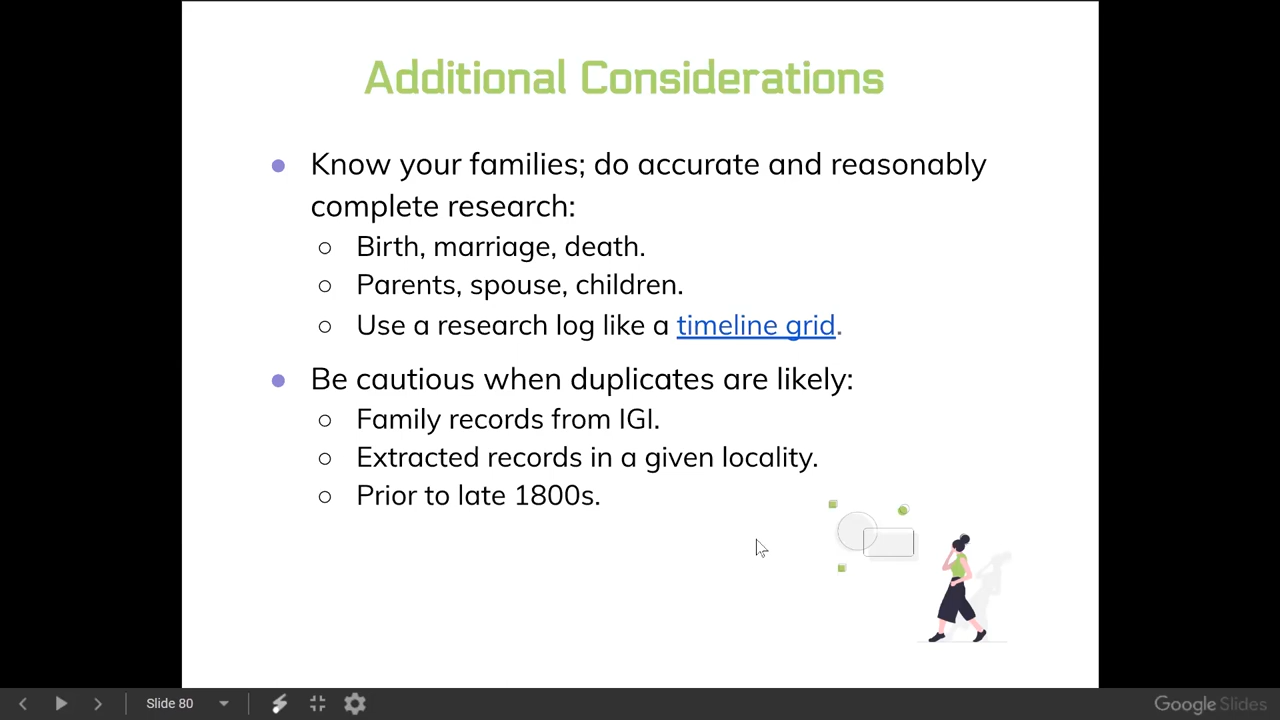 Additional Considerations
● Know your families; do accurate and reasonably
complete research:
○ Birth, marriage, death.
○ Parents, spouse, children.
○ Use a research log like a timeline grid.
● Be cautious when duplicates are likely:
○ Family records from IGI.
○ Extracted records in a given locality.
○ Prior to late 1800s.
Slide 80
Google Slides